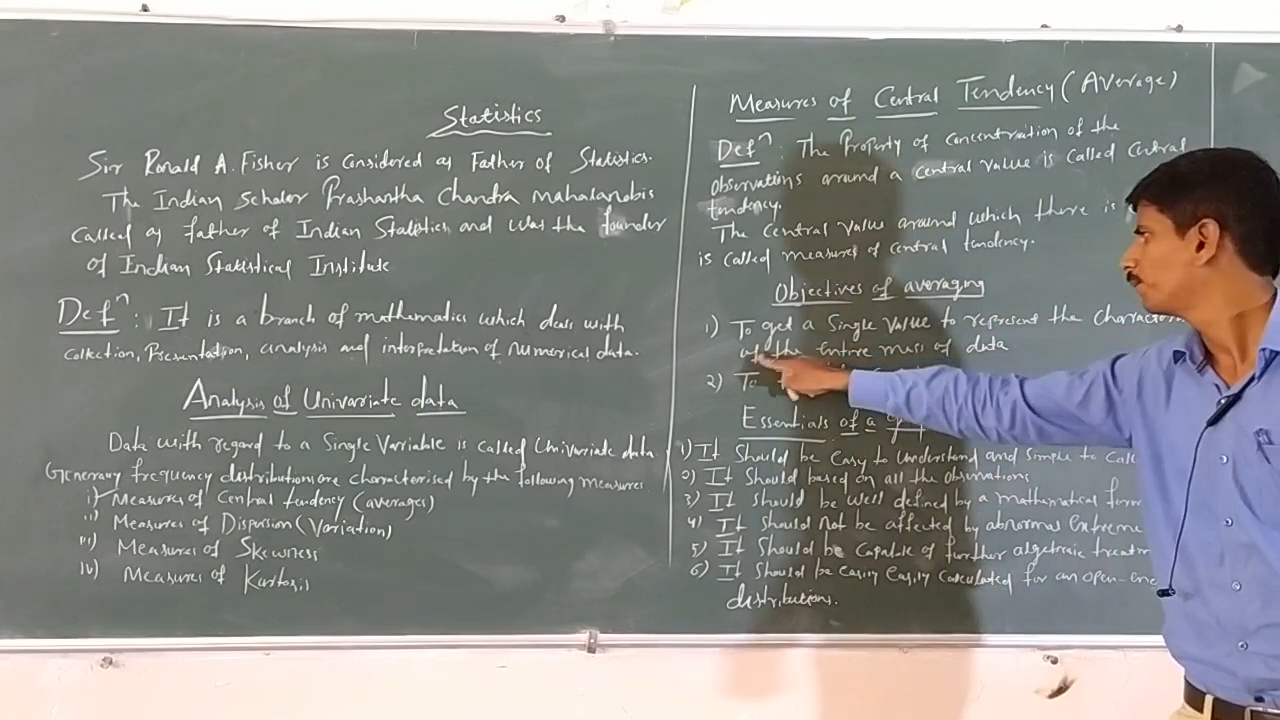 Statistics
Sir Ronald A. Fisher is considered as Father of Statistics.
The Indian Scholar Prashantha Chandra mahalanobis
called as father of Indian Statistics and was the founder
of Indian Statistical Institute
Defⁿ: It is a branch of mathematics which deals with
collection, Presentation, analysis and interpretation of numerical data.
Analysis of Univariate data
Data with regard to a Single Variable is called Univariate data
Generally frequency distribution are characterised by the following measures
i) Measures of Central tendency (averages)
ii) Measures of Dispersion (Variation)
iii) Measures of Skewness
iv) Measures of Kurtosis
Measures of Central Tendency (Average)
Defⁿ: The Property of concentration of the
observations around a central value is called central
tendency.
The central value around which there is
is called measures of central tendency.
Objectives of averaging
1) To get a Single value to represent the
of the entire mass of data
2) To
Essentials of a
1) It should be easy to understand and simple to
2) It should based on all the observations
3) It should be well defined by a mathematical
4) It should not be affected by abnormal extreme
5) It should be capable of further algebraic
6) It should be easily easily calculated for an
distributions.